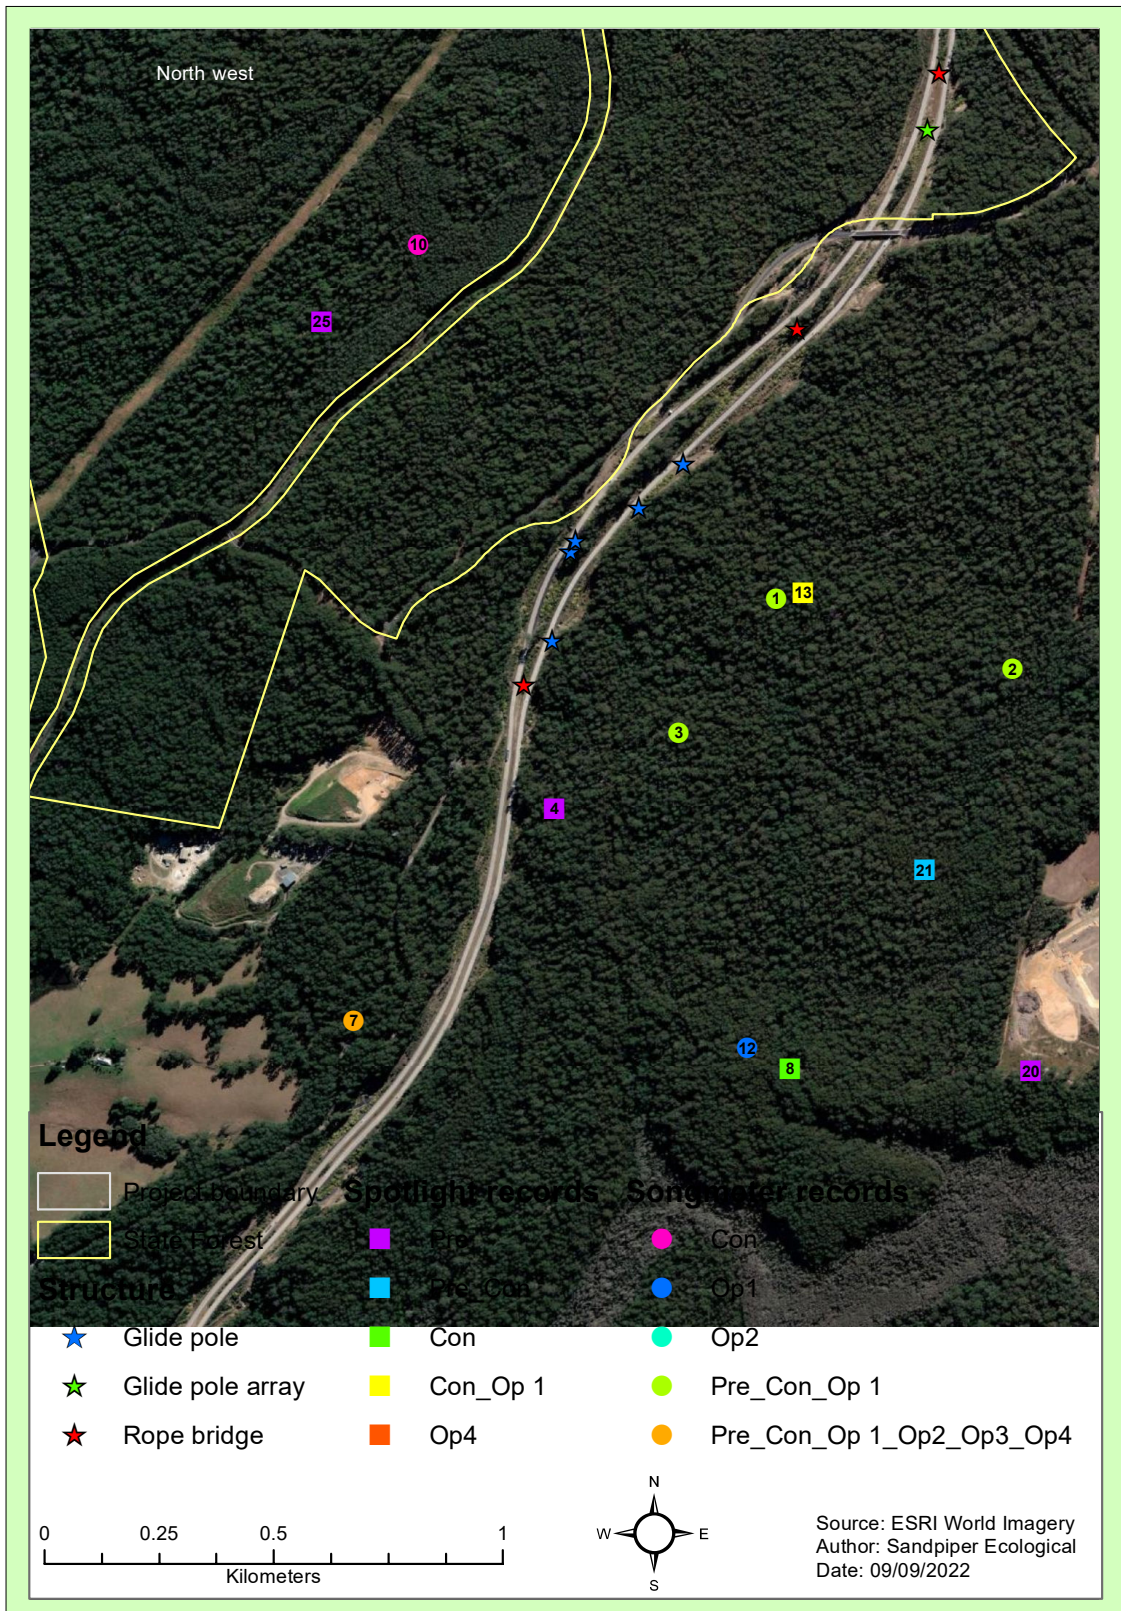 North west
10
25
1
13
2
3
4
21
7
12
8
20
Legend
Project boundary
State Forest
Structure
Glide pole
Glide pole array
Rope bridge
Spotlight records
Pre
Pre_Con
Con
Con_Op 1
Op4
Songmeter records
Con
Op1
Op2
Pre_Con_Op 1
Pre_Con_Op 1_Op2_Op3_Op4
0 0.25 0.5 1
Kilometers
N
W E
S
Source: ESRI World Imagery
Author: Sandpiper Ecological
Date: 09/09/2022